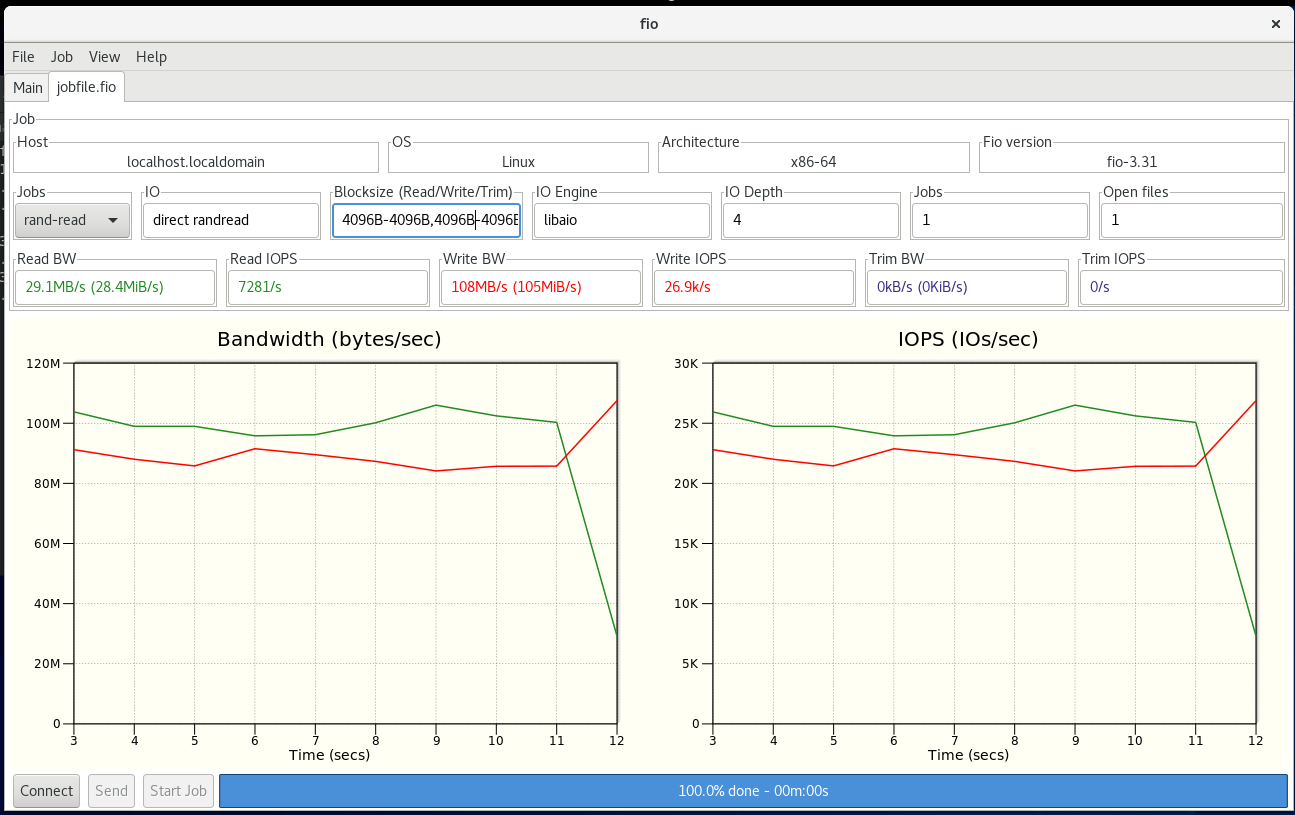 fio
File Job View Help
Main jobfile.fio
Job
Host OS Architecture Fio version
localhost.localdomain Linux x86-64 fio-3.31
Jobs IO Blocksize (Read/Write/Trim) IO Engine IO Depth Jobs Open files
rand-read direct randread 4096B-4096B,4096B-4096B libaio 4 1 1
Read BW Read IOPS Write BW Write IOPS Trim BW Trim IOPS
29.1MB/s (28.4MiB/s) 7281/s 108MB/s (105MiB/s) 26.9k/s 0kB/s (0KiB/s) 0/s
Bandwidth (bytes/sec) IOPS (IOs/sec)
120M 30K
100M 25K
80M 20K
60M 15K
40M 10K
20M 5K
0 0
3 4 5 6 7 8 9 10 11 12 3 4 5 6 7 8 9 10 11 12
Time (secs) Time (secs)
Connect Send Start Job 100.0% done - 00m:00s